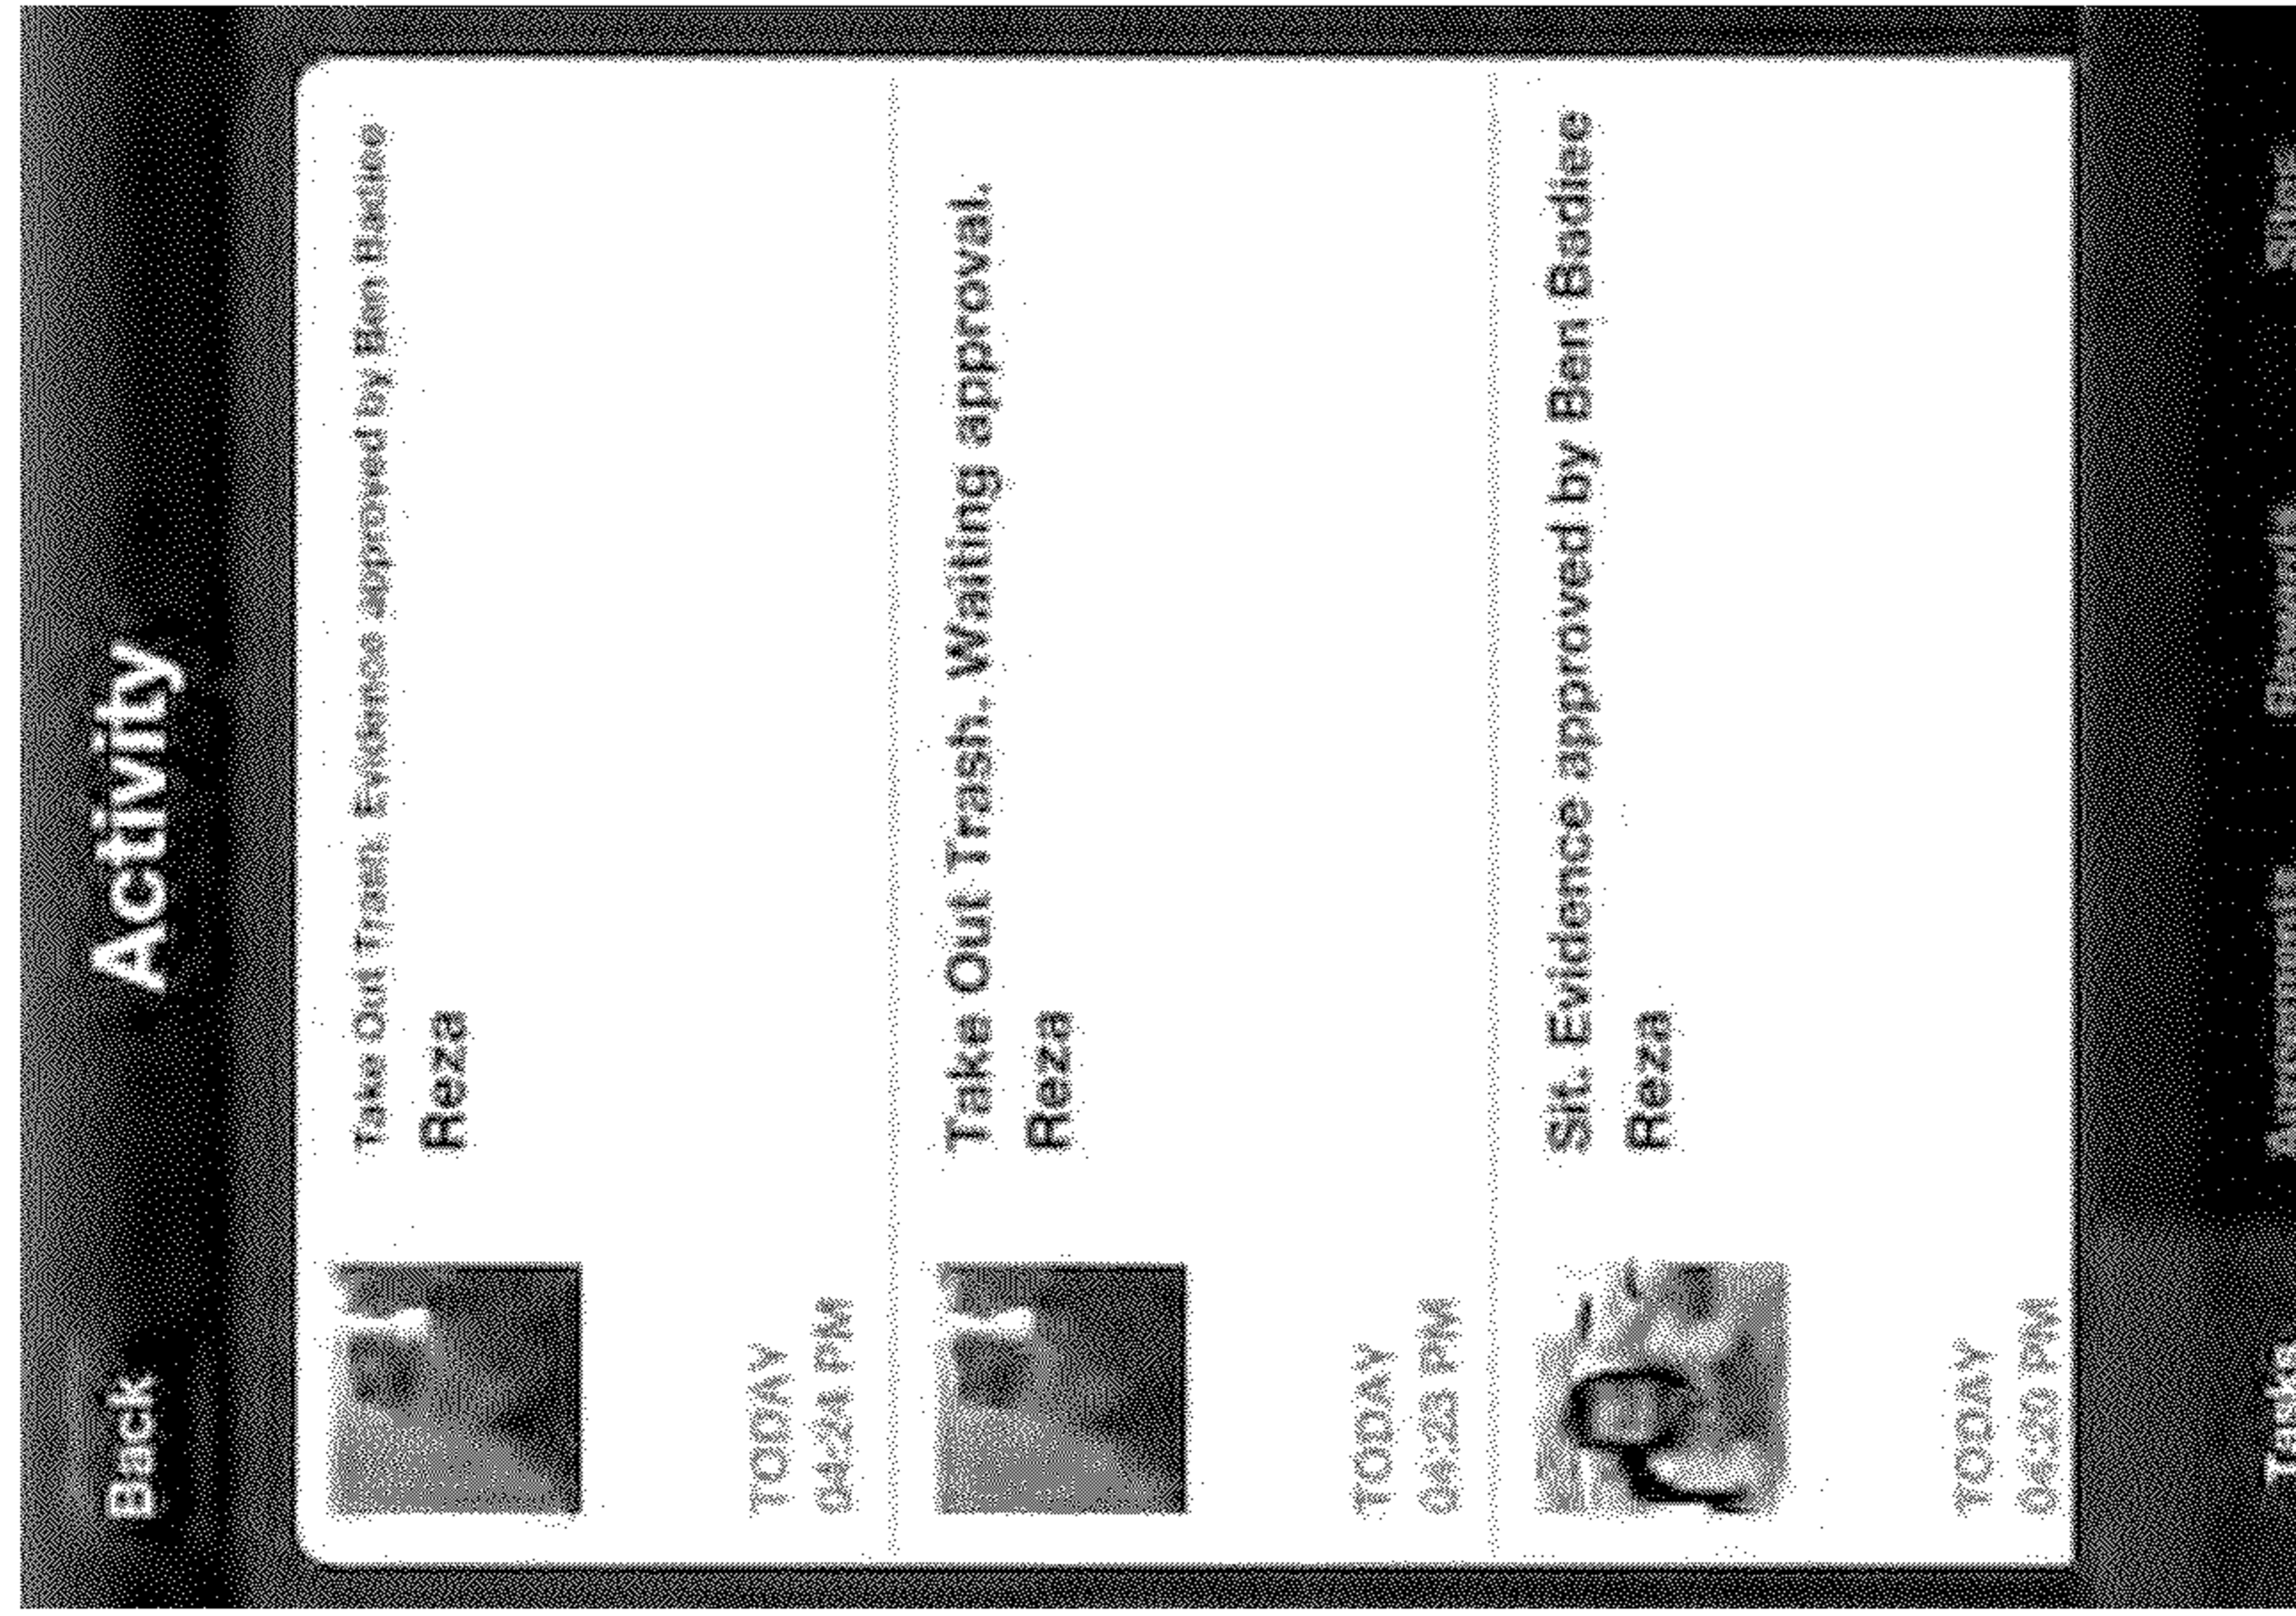 Back
Activity
Take Out Trash. Evidence approved by Ben Badiee
Reza
TODAY
04:24 PM
Take Out Trash. Waiting approval.
Reza
TODAY
04:23 PM
Sit. Evidence approved by Ben Badiee
Reza
TODAY
04:20 PM
Tasks